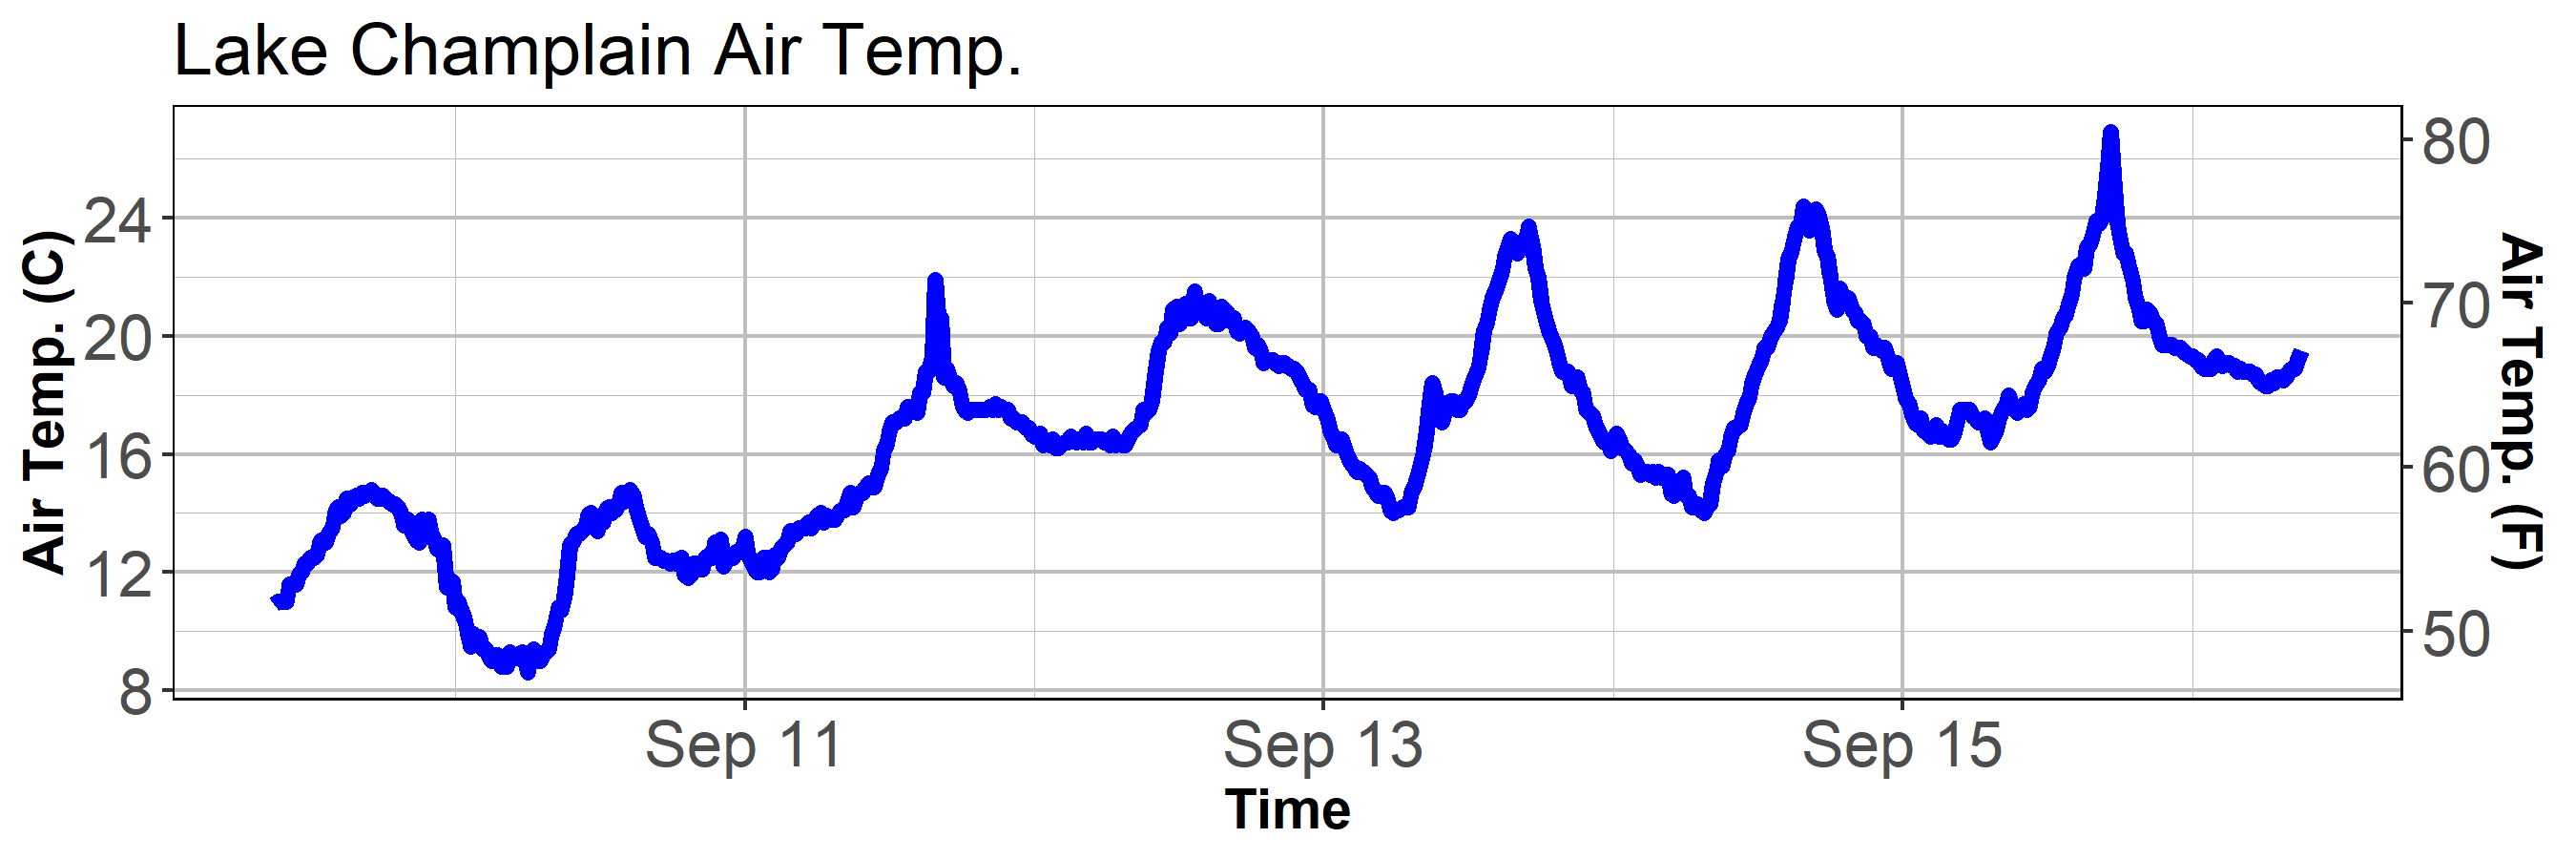 Lake Champlain Air Temp.
Air Temp. (C)
24
20
16
12
8
80
70
60
50
Air Temp. (F)
Sep 11
Sep 13
Sep 15
Time